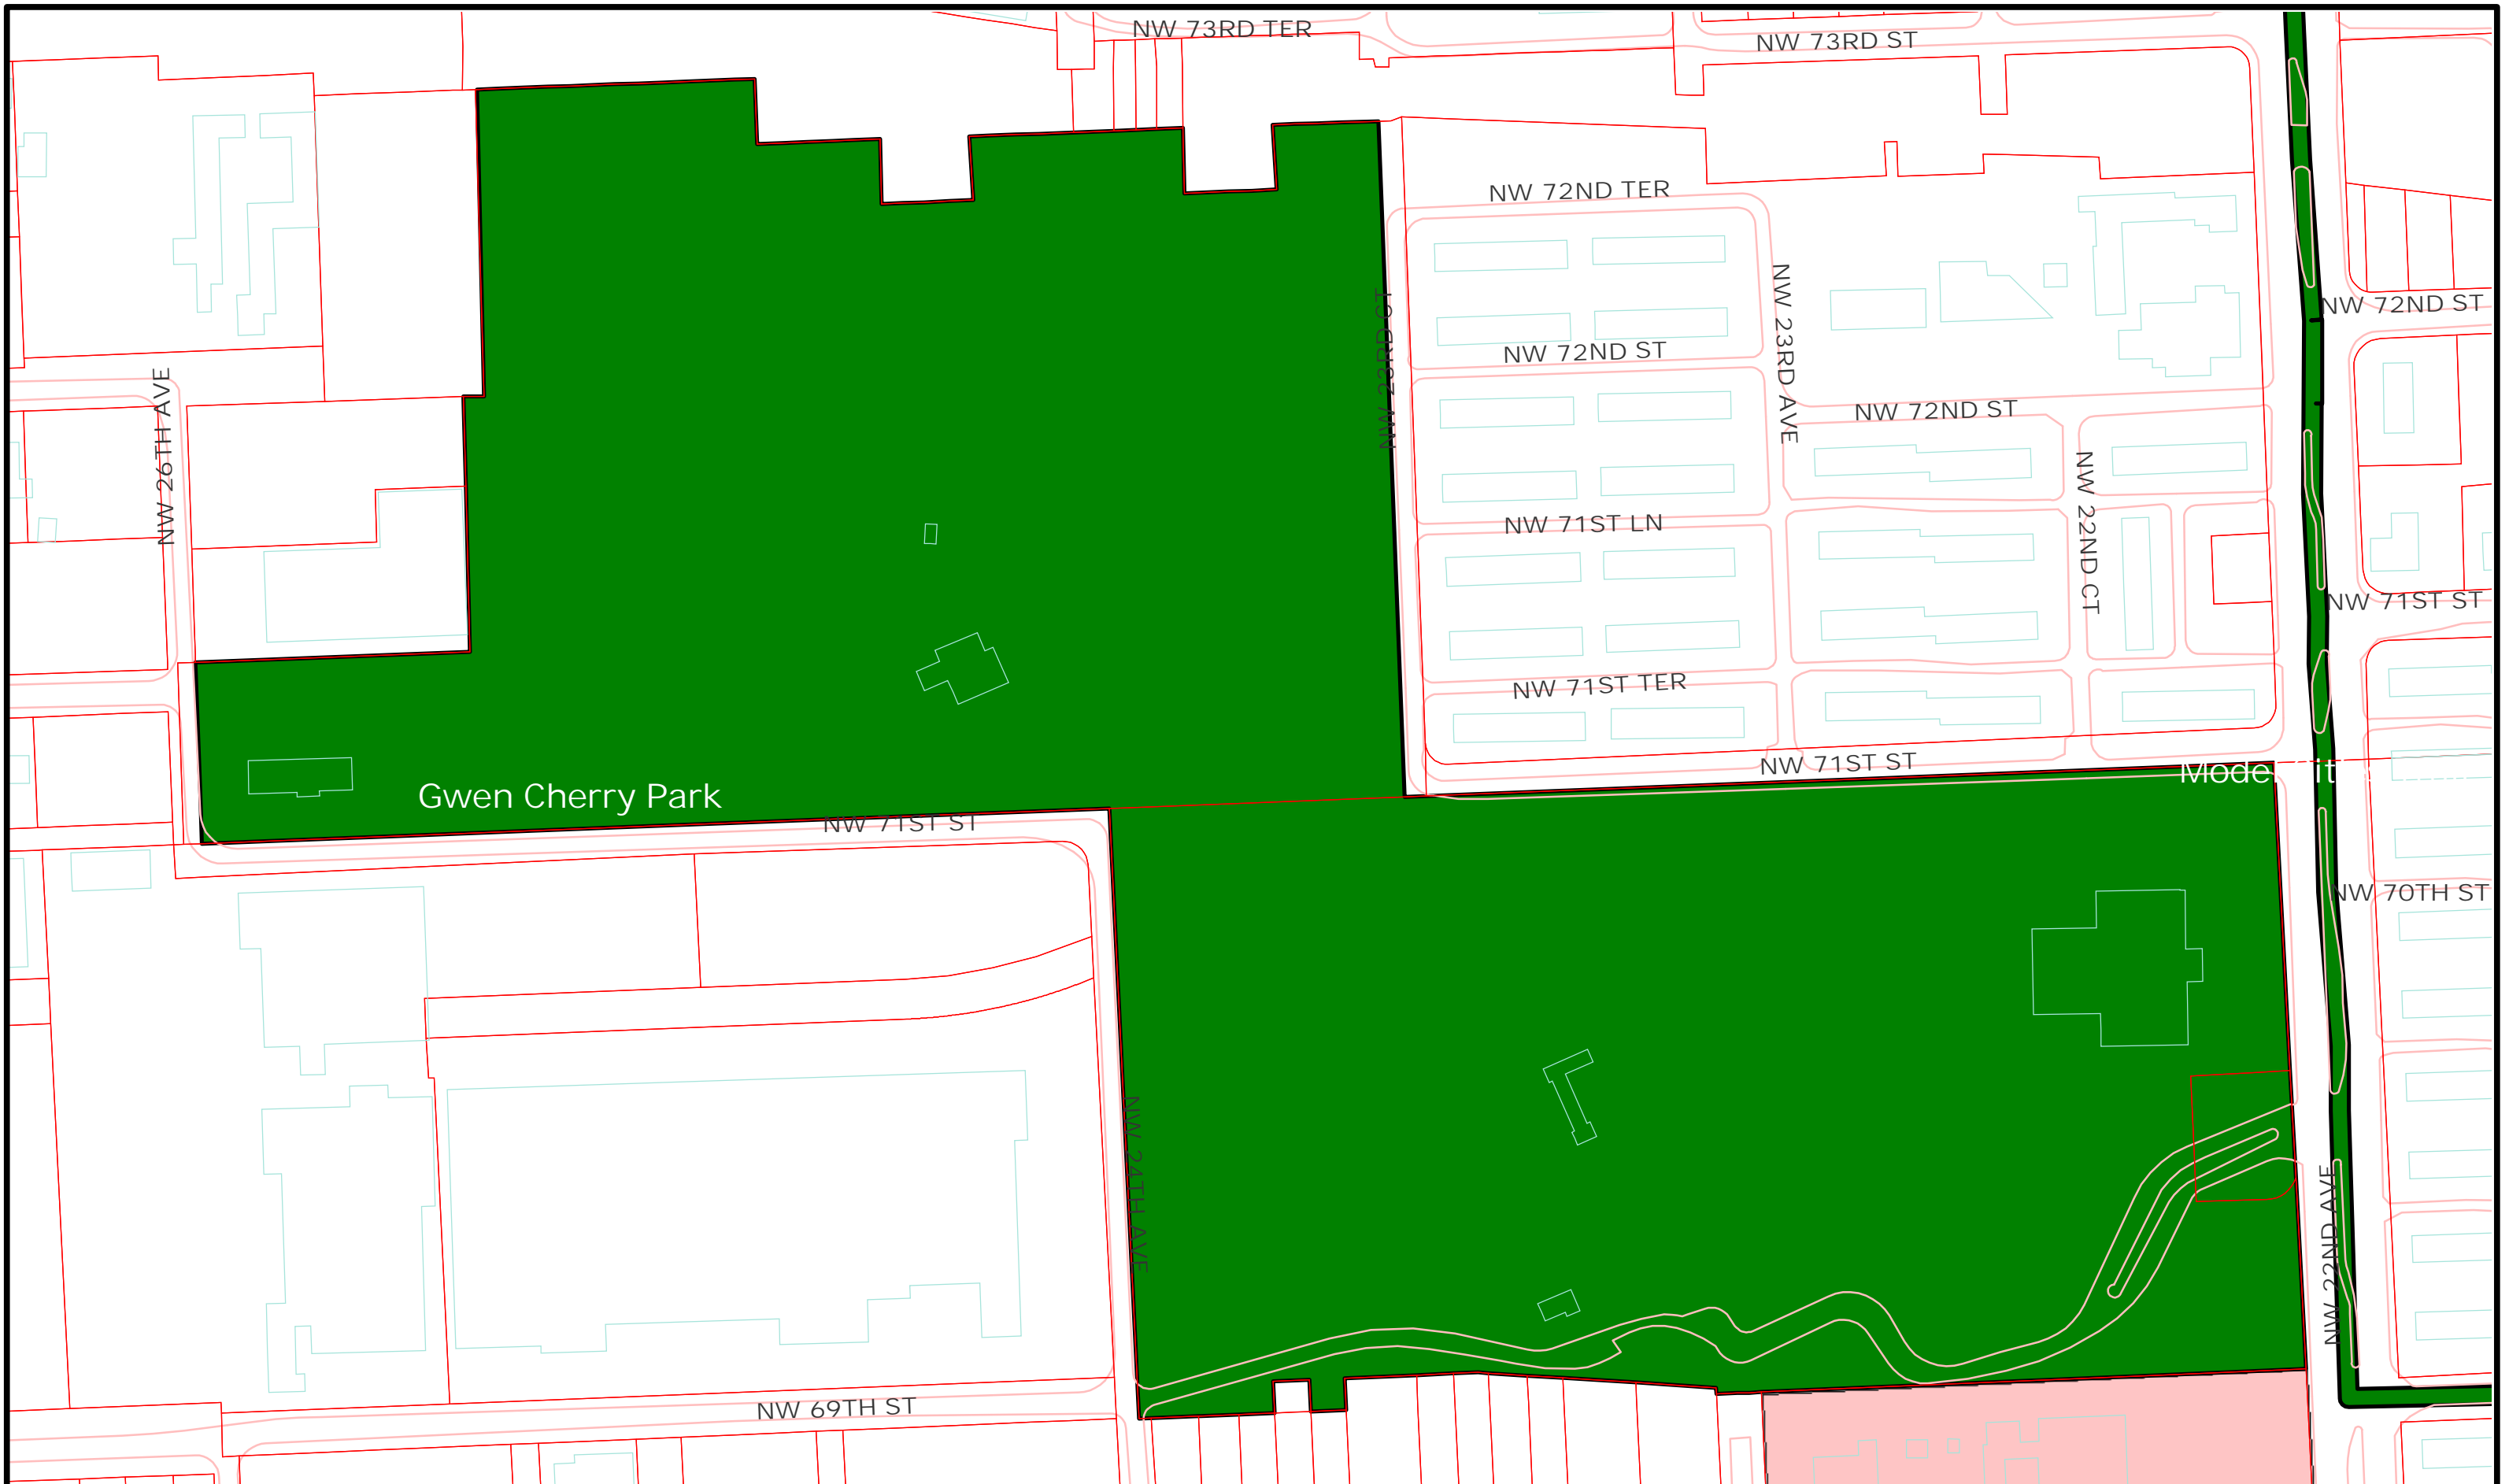 NW 73RD TER
NW 73RD ST
NW 72ND TER
NW 72ND ST
NW 23RD AVE
NW 23RD CT
NW 72ND ST
NW 26TH AVE
NW 72ND ST
NW 22ND CT
NW 71ST LN
NW 71ST ST
NW 71ST TER
NW 71ST ST
Gwen Cherry Park
NW 71ST ST
NW 70TH ST
NW 24TH AVE
NW 22ND AVE
NW 69TH ST